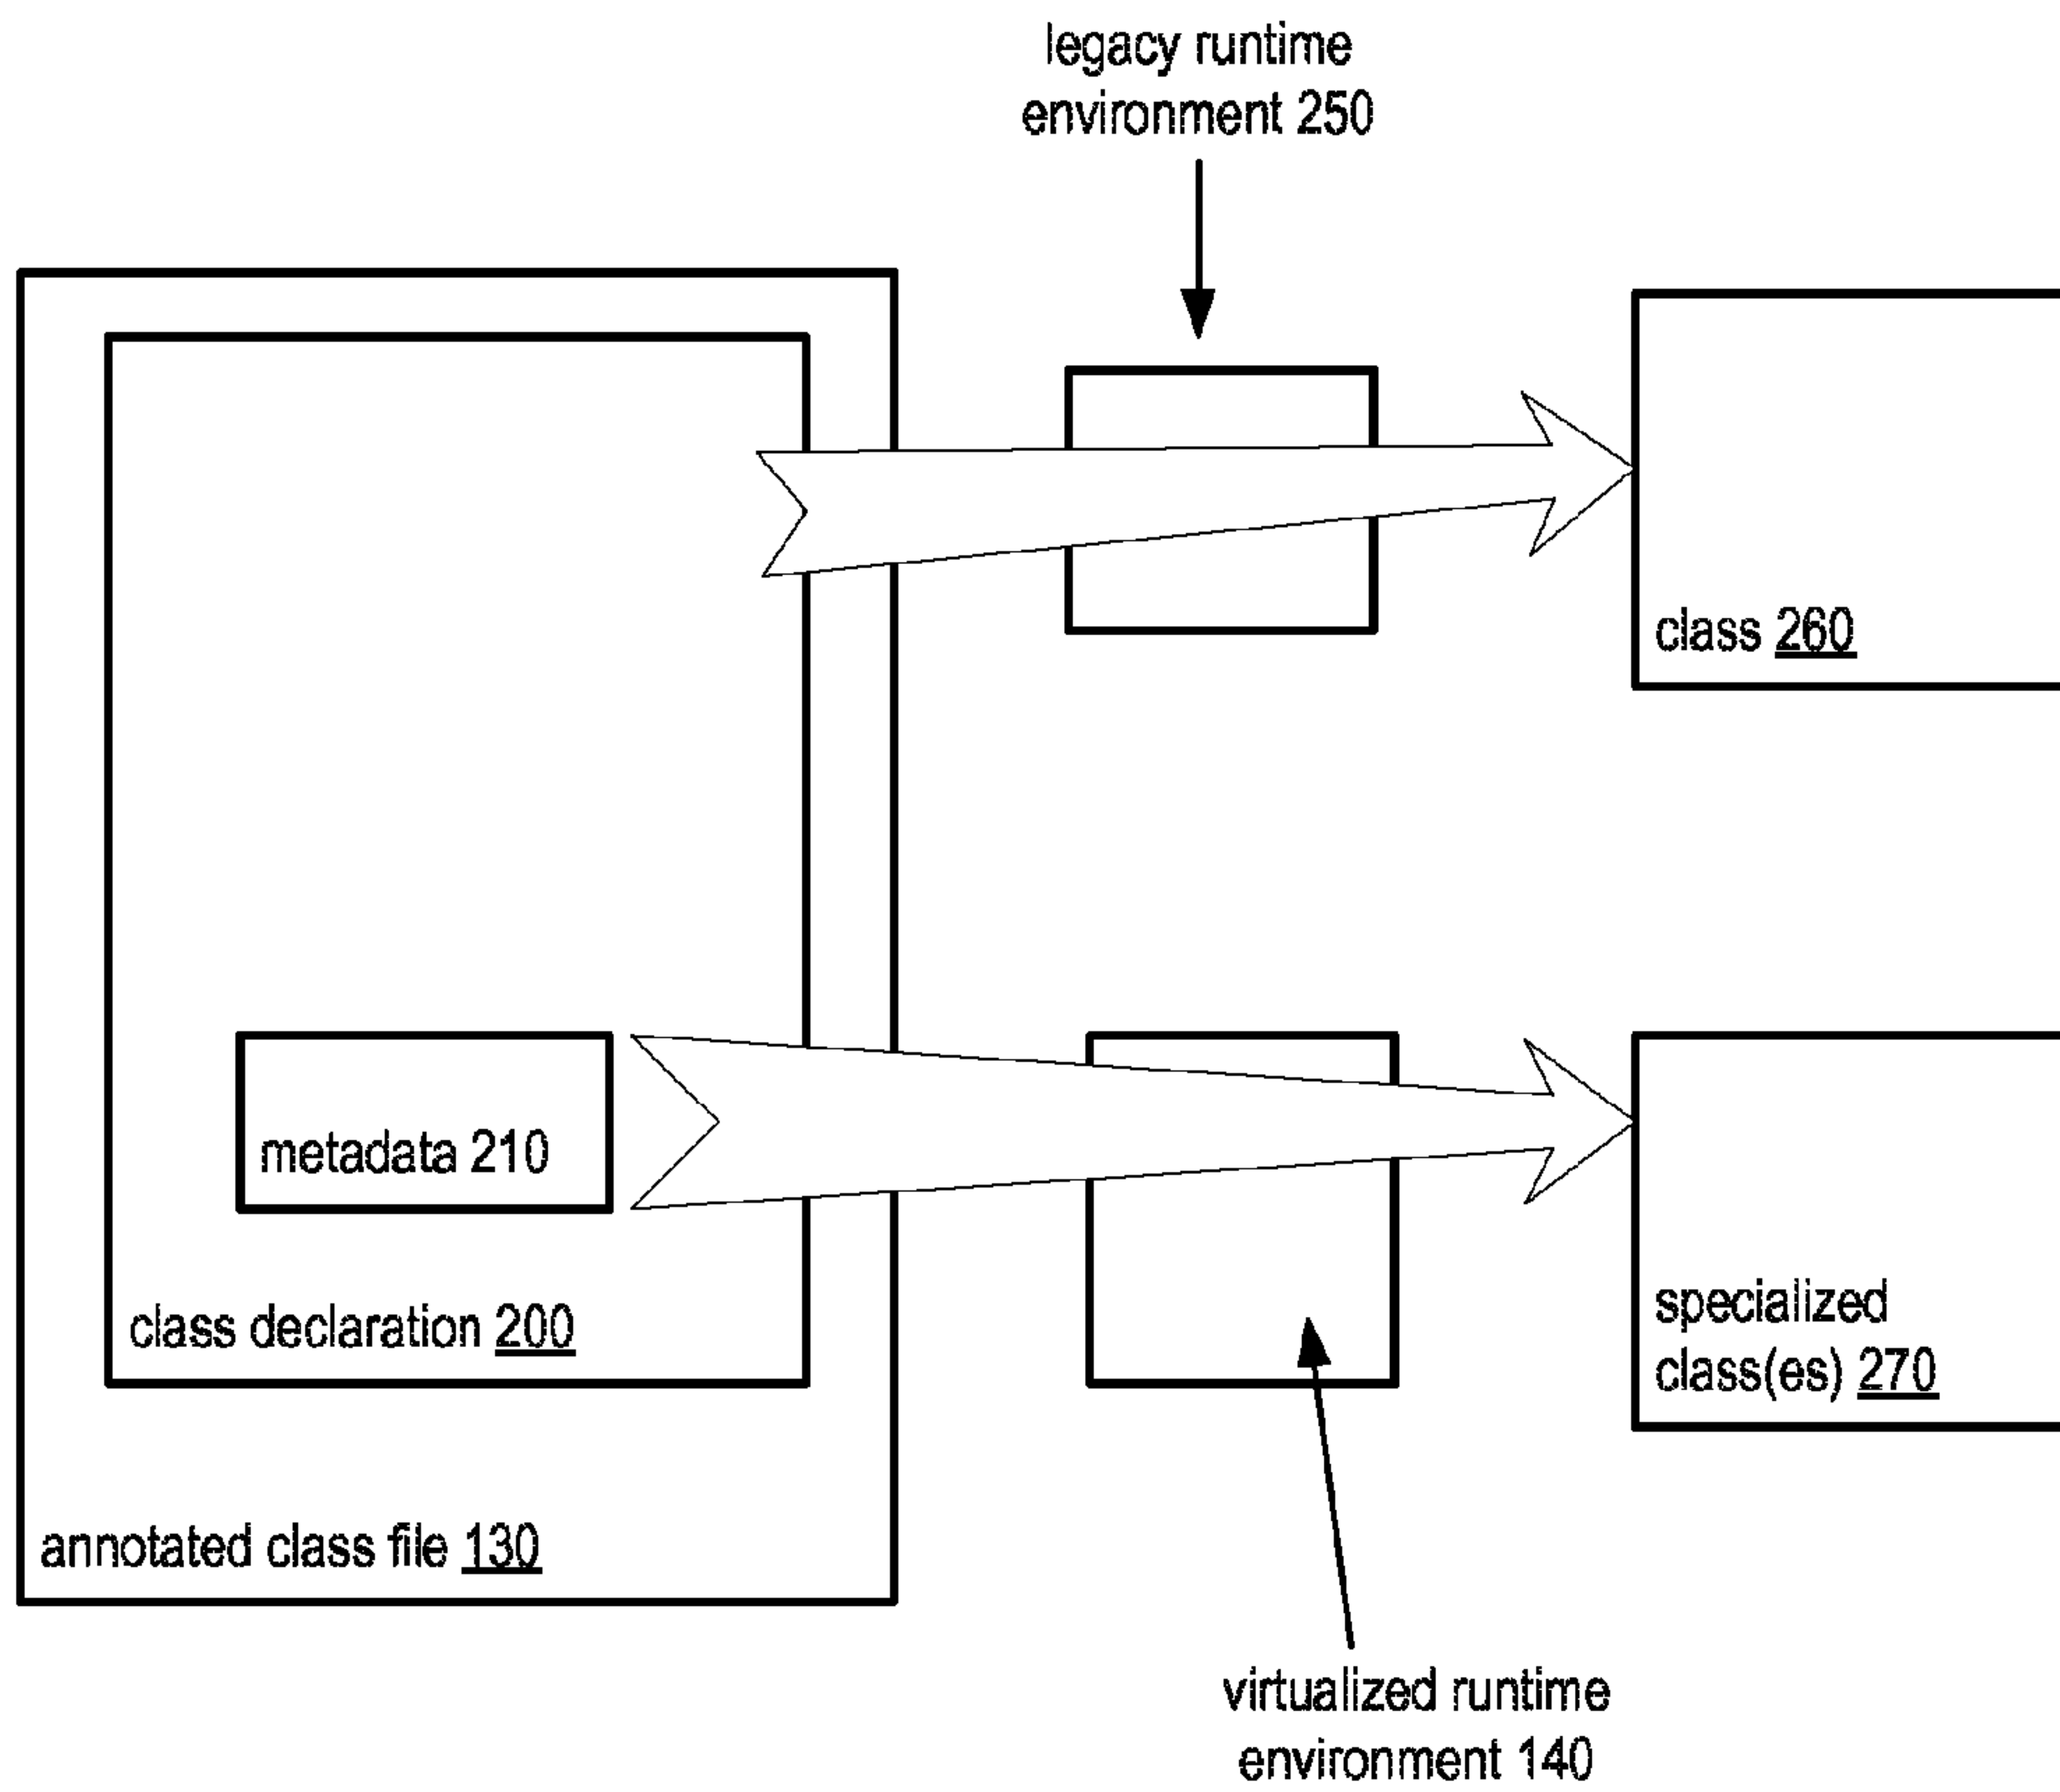 legacy runtime
environment 250
class 260
metadata 210
class declaration 200
specialized
class(es) 270
annotated class file 130
virtualized runtime
environment 140